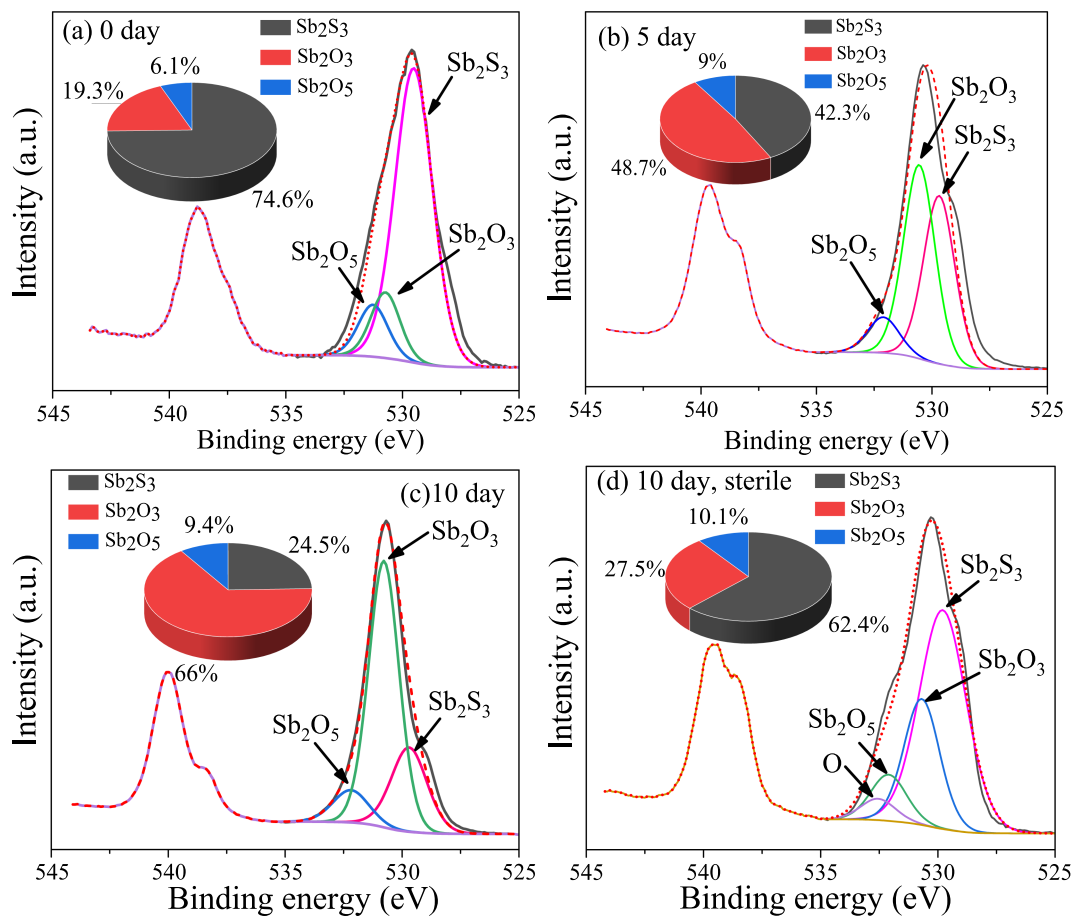 (a) 0 day
Sb₂S₃
Sb₂O₃
Sb₂O₅
6.1%
19.3%
74.6%
Sb₂S₃
Sb₂O₅
Sb₂O₃
Intensity (a.u.)
545 540 535 530 525
Binding energy (eV)
(b) 5 day
Sb₂S₃
Sb₂O₃
Sb₂O₅
9%
42.3%
48.7%
Sb₂O₃
Sb₂S₃
Sb₂O₅
Intensity (a.u.)
545 540 535 530 525
Binding energy (eV)
(c)10 day
Sb₂S₃
Sb₂O₃
Sb₂O₅
9.4%
24.5%
66%
Sb₂O₃
Sb₂S₃
Sb₂O₅
Intensity (a.u.)
545 540 535 530 525
Binding energy (eV)
(d) 10 day, sterile
Sb₂S₃
Sb₂O₃
Sb₂O₅
10.1%
27.5%
62.4%
Sb₂S₃
Sb₂O₃
Sb₂O₅
O
Intensity (a.u.)
545 540 535 530 525
Binding energy (eV)